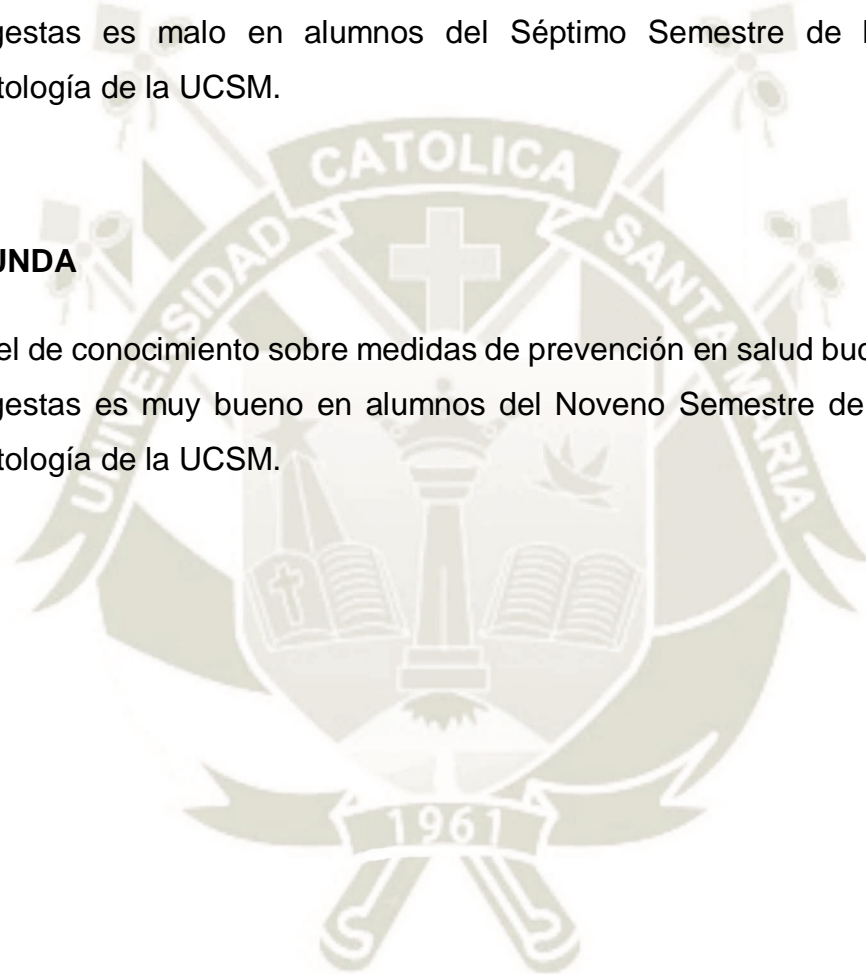 gestas es malo en alumnos del Séptimo Semestre de
tología de la UCSM.
CATOLICA
UNIVERSIDAD
SANTA MARIA
UNDA
el de conocimiento sobre medidas de prevención en salud
gestas es muy bueno en alumnos del Noveno Semestre de
tología de la UCSM.
1961